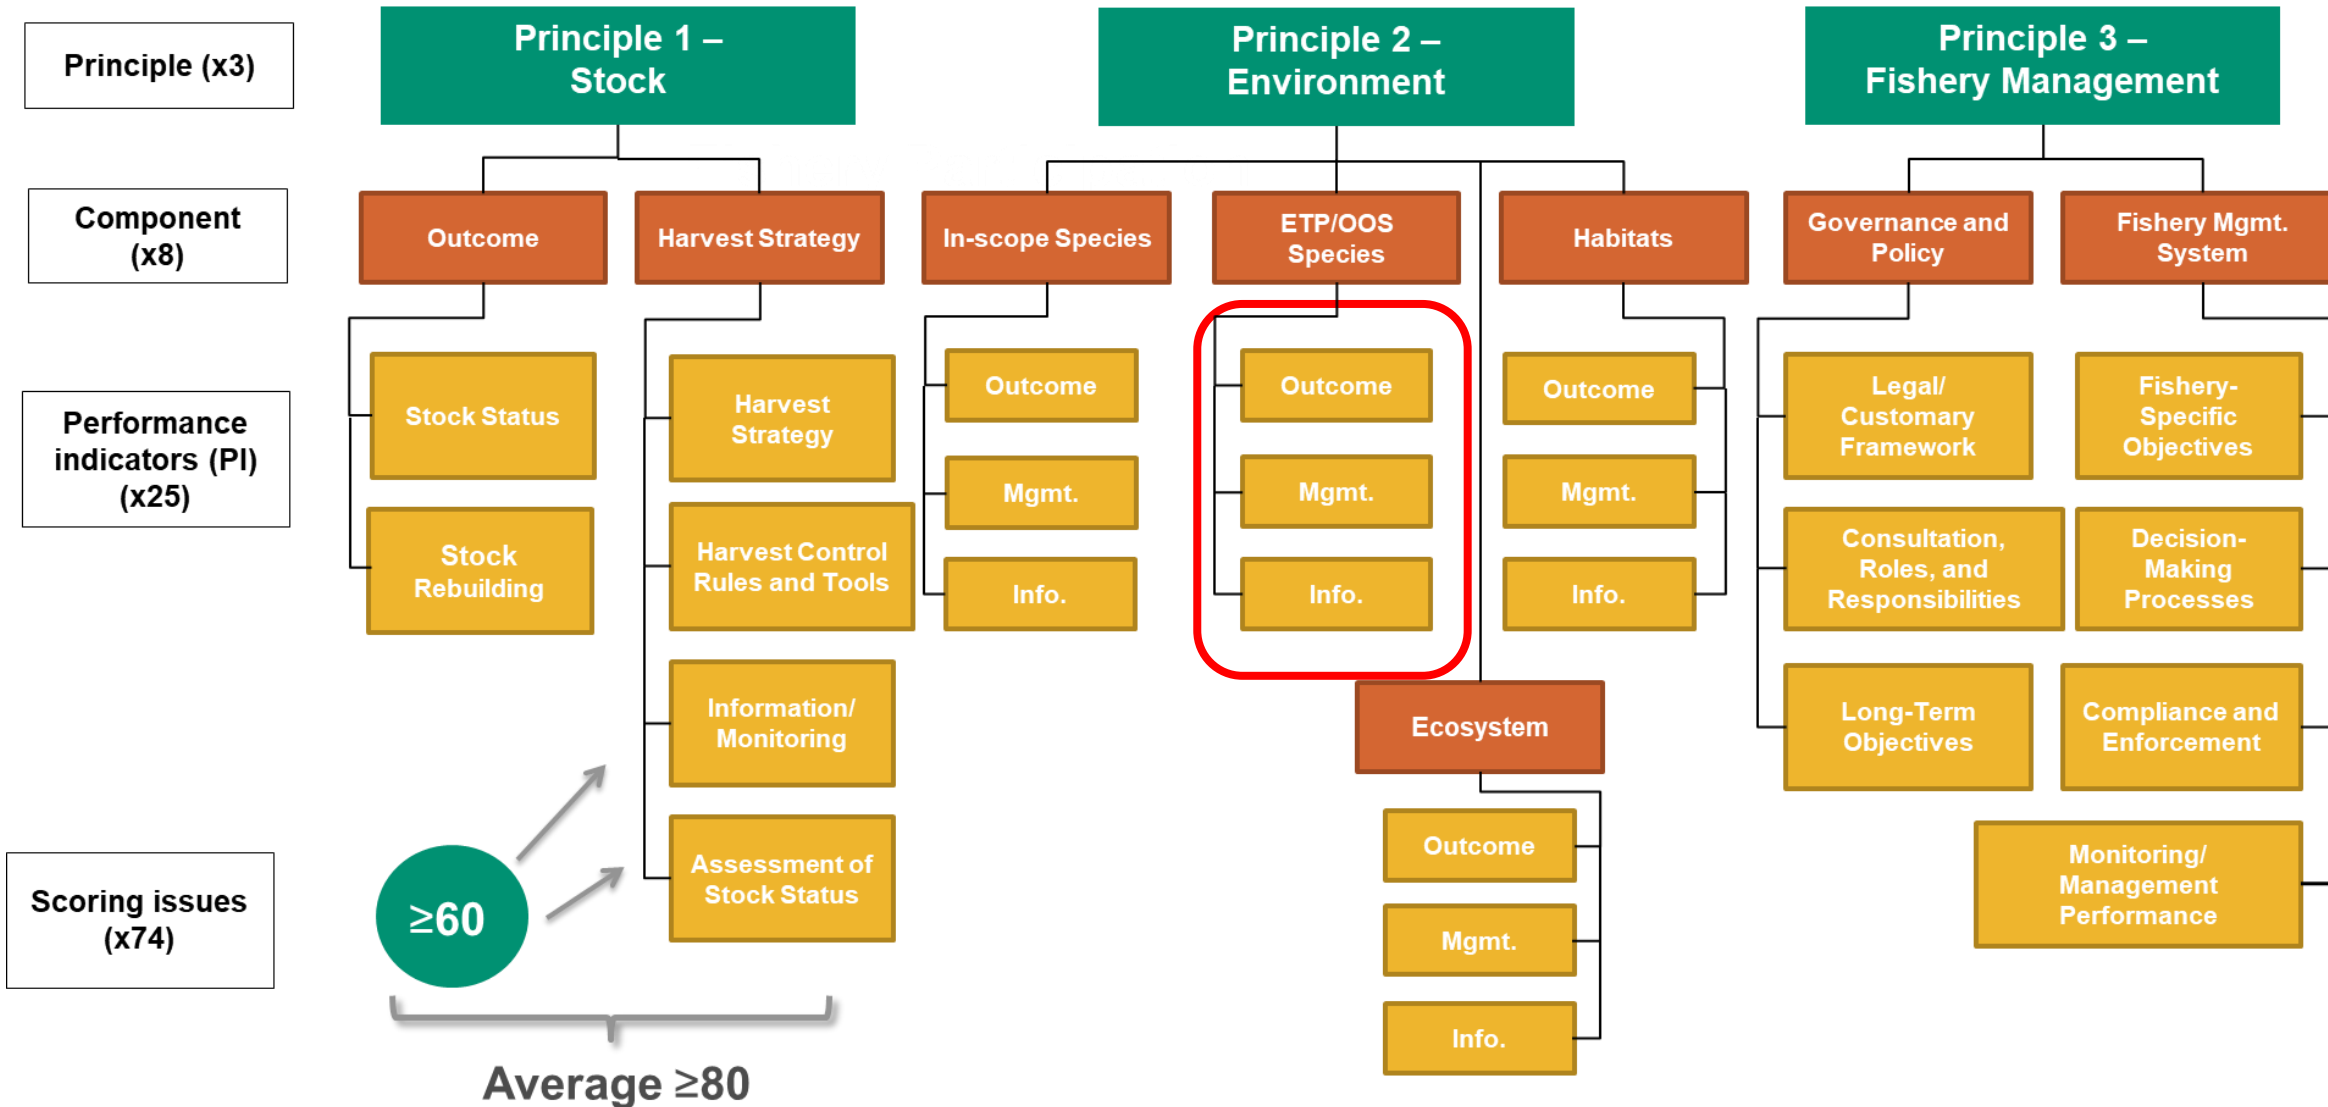 Principle (x3)
Principle 1 –
Stock
Principle 2 –
Environment
Principle 3 –
Fishery Management
Component
(x8)
Outcome
Harvest Strategy
In-scope Species
ETP/OOS
Species
Habitats
Governance and
Policy
Fishery Mgmt.
System
Performance
indicators (PI)
(x25)
Stock Status
Stock
Rebuilding
Harvest
Strategy
Harvest Control
Rules and Tools
Information/
Monitoring
Assessment of
Stock Status
Outcome
Mgmt.
Info.
Outcome
Mgmt.
Info.
Outcome
Mgmt.
Info.
Ecosystem
Outcome
Mgmt.
Info.
Legal/
Customary
Framework
Consultation,
Roles, and
Responsibilities
Long-Term
Objectives
Fishery-
Specific
Objectives
Decision-
Making
Processes
Compliance and
Enforcement
Monitoring/
Management
Performance
Scoring issues
(x74)
≥60
Average ≥80